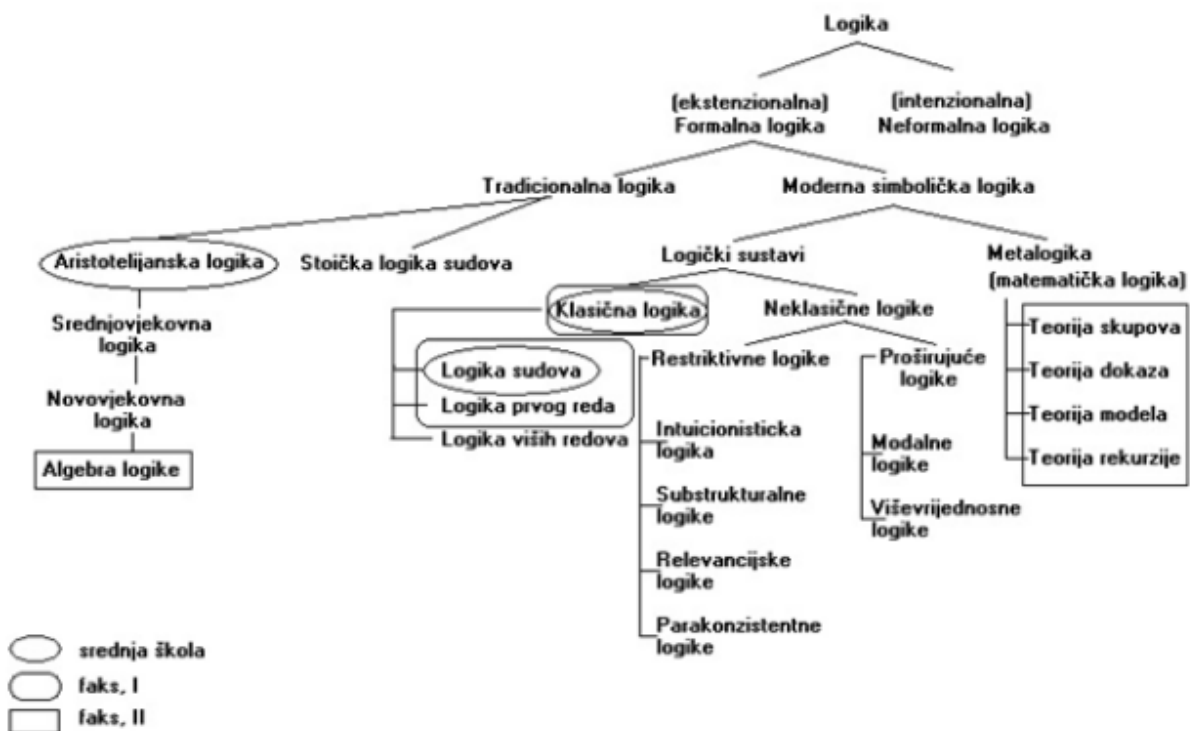 Logika
(ekstenzionalna)
Formalna logika
(intenzionalna)
Neformalna logika
Tradicionalna logika
Moderna simbolička logika
Aristotelijanska logika
Stoička logika sudova
Logički sustavi
Metalogika
(matematička logika)
Srednjovjekovna
logika
Novovjekovna
logika
Algebra logike
Klasična logika
Neklasične logike
Logika sudova
Logika prvog reda
Logika viših redova
Restriktivne logike
Intuicionisticka
logika
Substrukturalne
logike
Relevancijske
logike
Parakonzistentne
logike
Proširujuće
logike
Modalne
logike
Viševrijednosne
logike
Teorija skupova
Teorija dokaza
Teorija modela
Teorija rekurzije
srednja škola
faks, I
faks, II